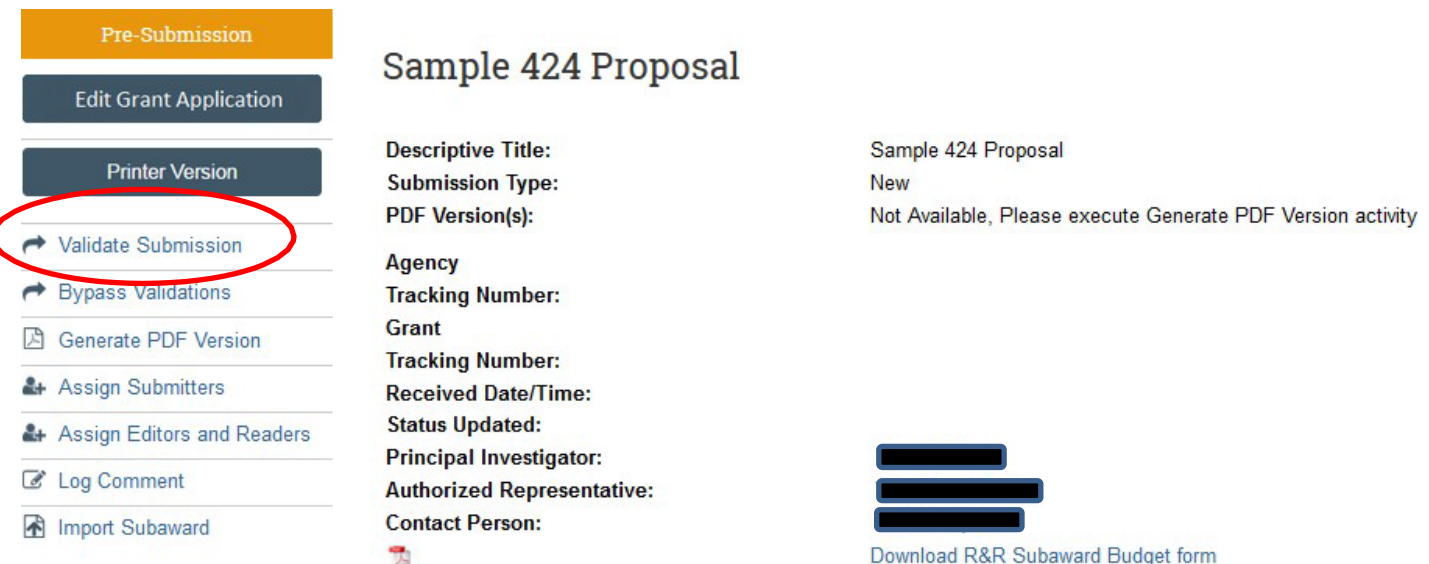 Pre-Submission
Edit Grant Application
Printer Version
Validate Submission
Bypass Validations
Generate PDF Version
Assign Submitters
Assign Editors and Readers
Log Comment
Import Subaward
Sample 424 Proposal
Descriptive Title: Sample 424 Proposal
Submission Type: New
PDF Version(s): Not Available, Please execute Generate PDF Version activity
Agency
Tracking Number:
Grant
Tracking Number:
Received Date/Time:
Status Updated:
Principal Investigator:
Authorized Representative:
Contact Person:
Download R&R Subaward Budget form